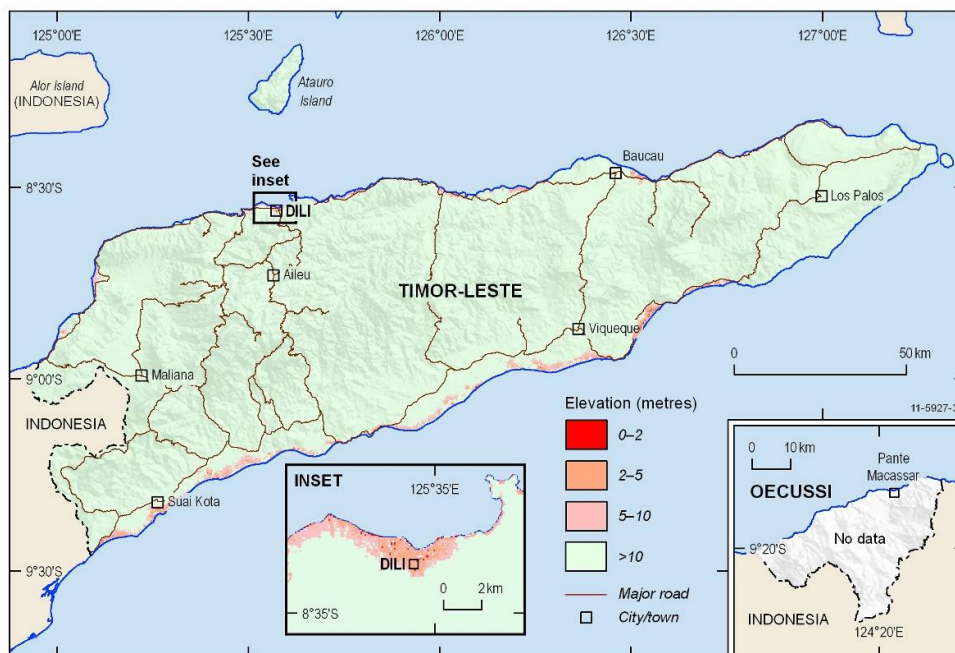 125°00'E
125°30'E
126°00'E
126°30'E
127°00'E
Alor Island
(INDONESIA)
Atauro
Island
See
inset
Baucau
8°30'S
DILI
Los Palos
Aileu
TIMOR-LESTE
Viqueque
0
50 km
9°00'S
Maliana
11-5927-3
INDONESIA
Elevation (metres)
0–2
2–5
5–10
>10
Major road
City/town
0 10 km
Pante
Macassar
OECUSSI
No data
9°20'S
INDONESIA
124°20'E
INSET
125°35'E
Suai Kota
DILI
0 2 km
8°35'S
9°30'S